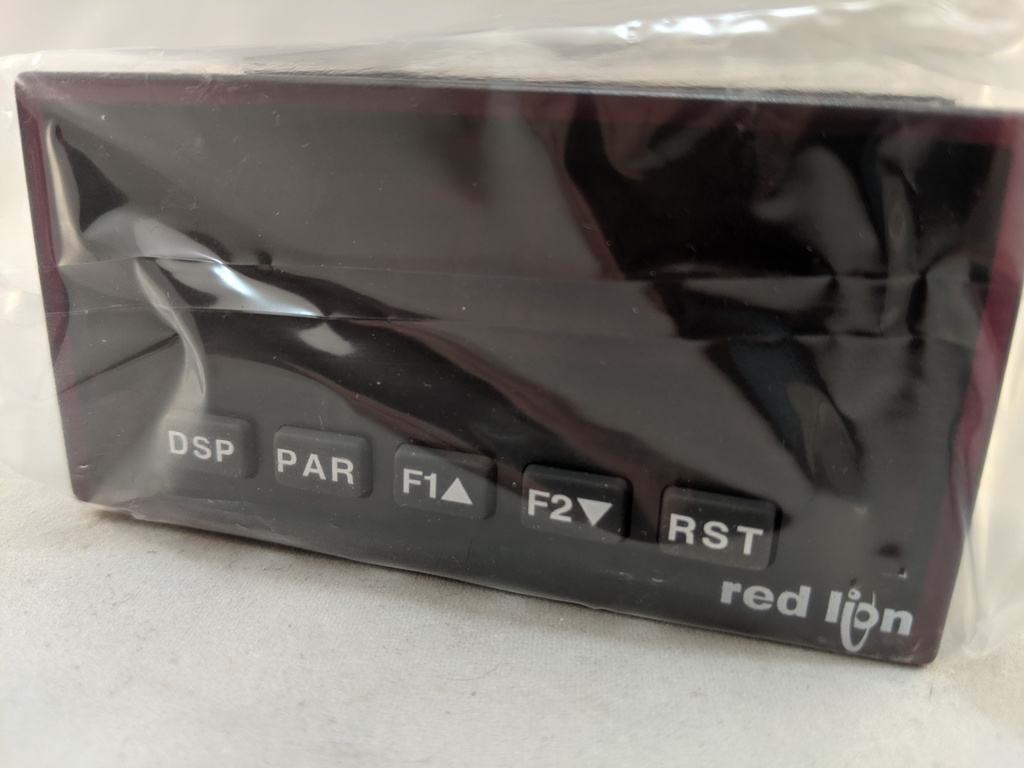 DSP PAR F1▲ F2▼ RST
red lion